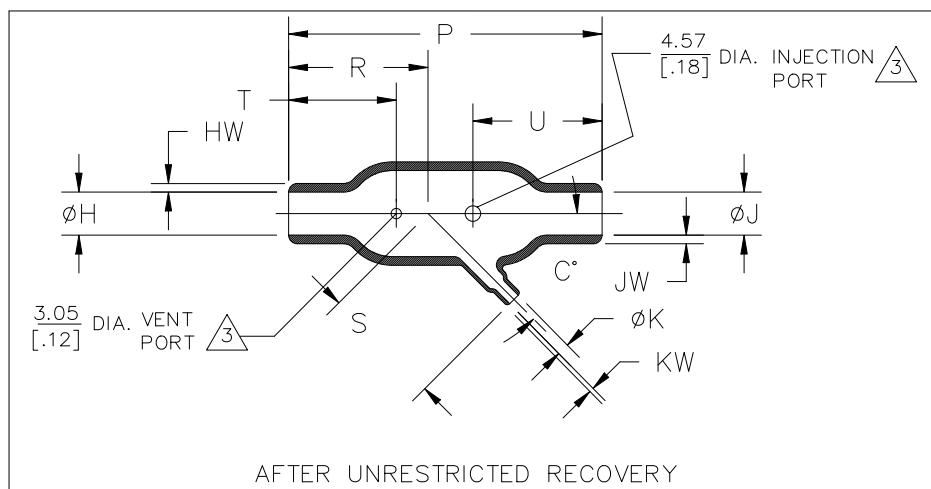 P
R
4.57
[.18] DIA. INJECTION
PORT
3
T
U
HW
øH
øJ
C°
JW
3.05
[.12] DIA. VENT
PORT
3
S
øK
KW
AFTER UNRESTRICTED RECOVERY